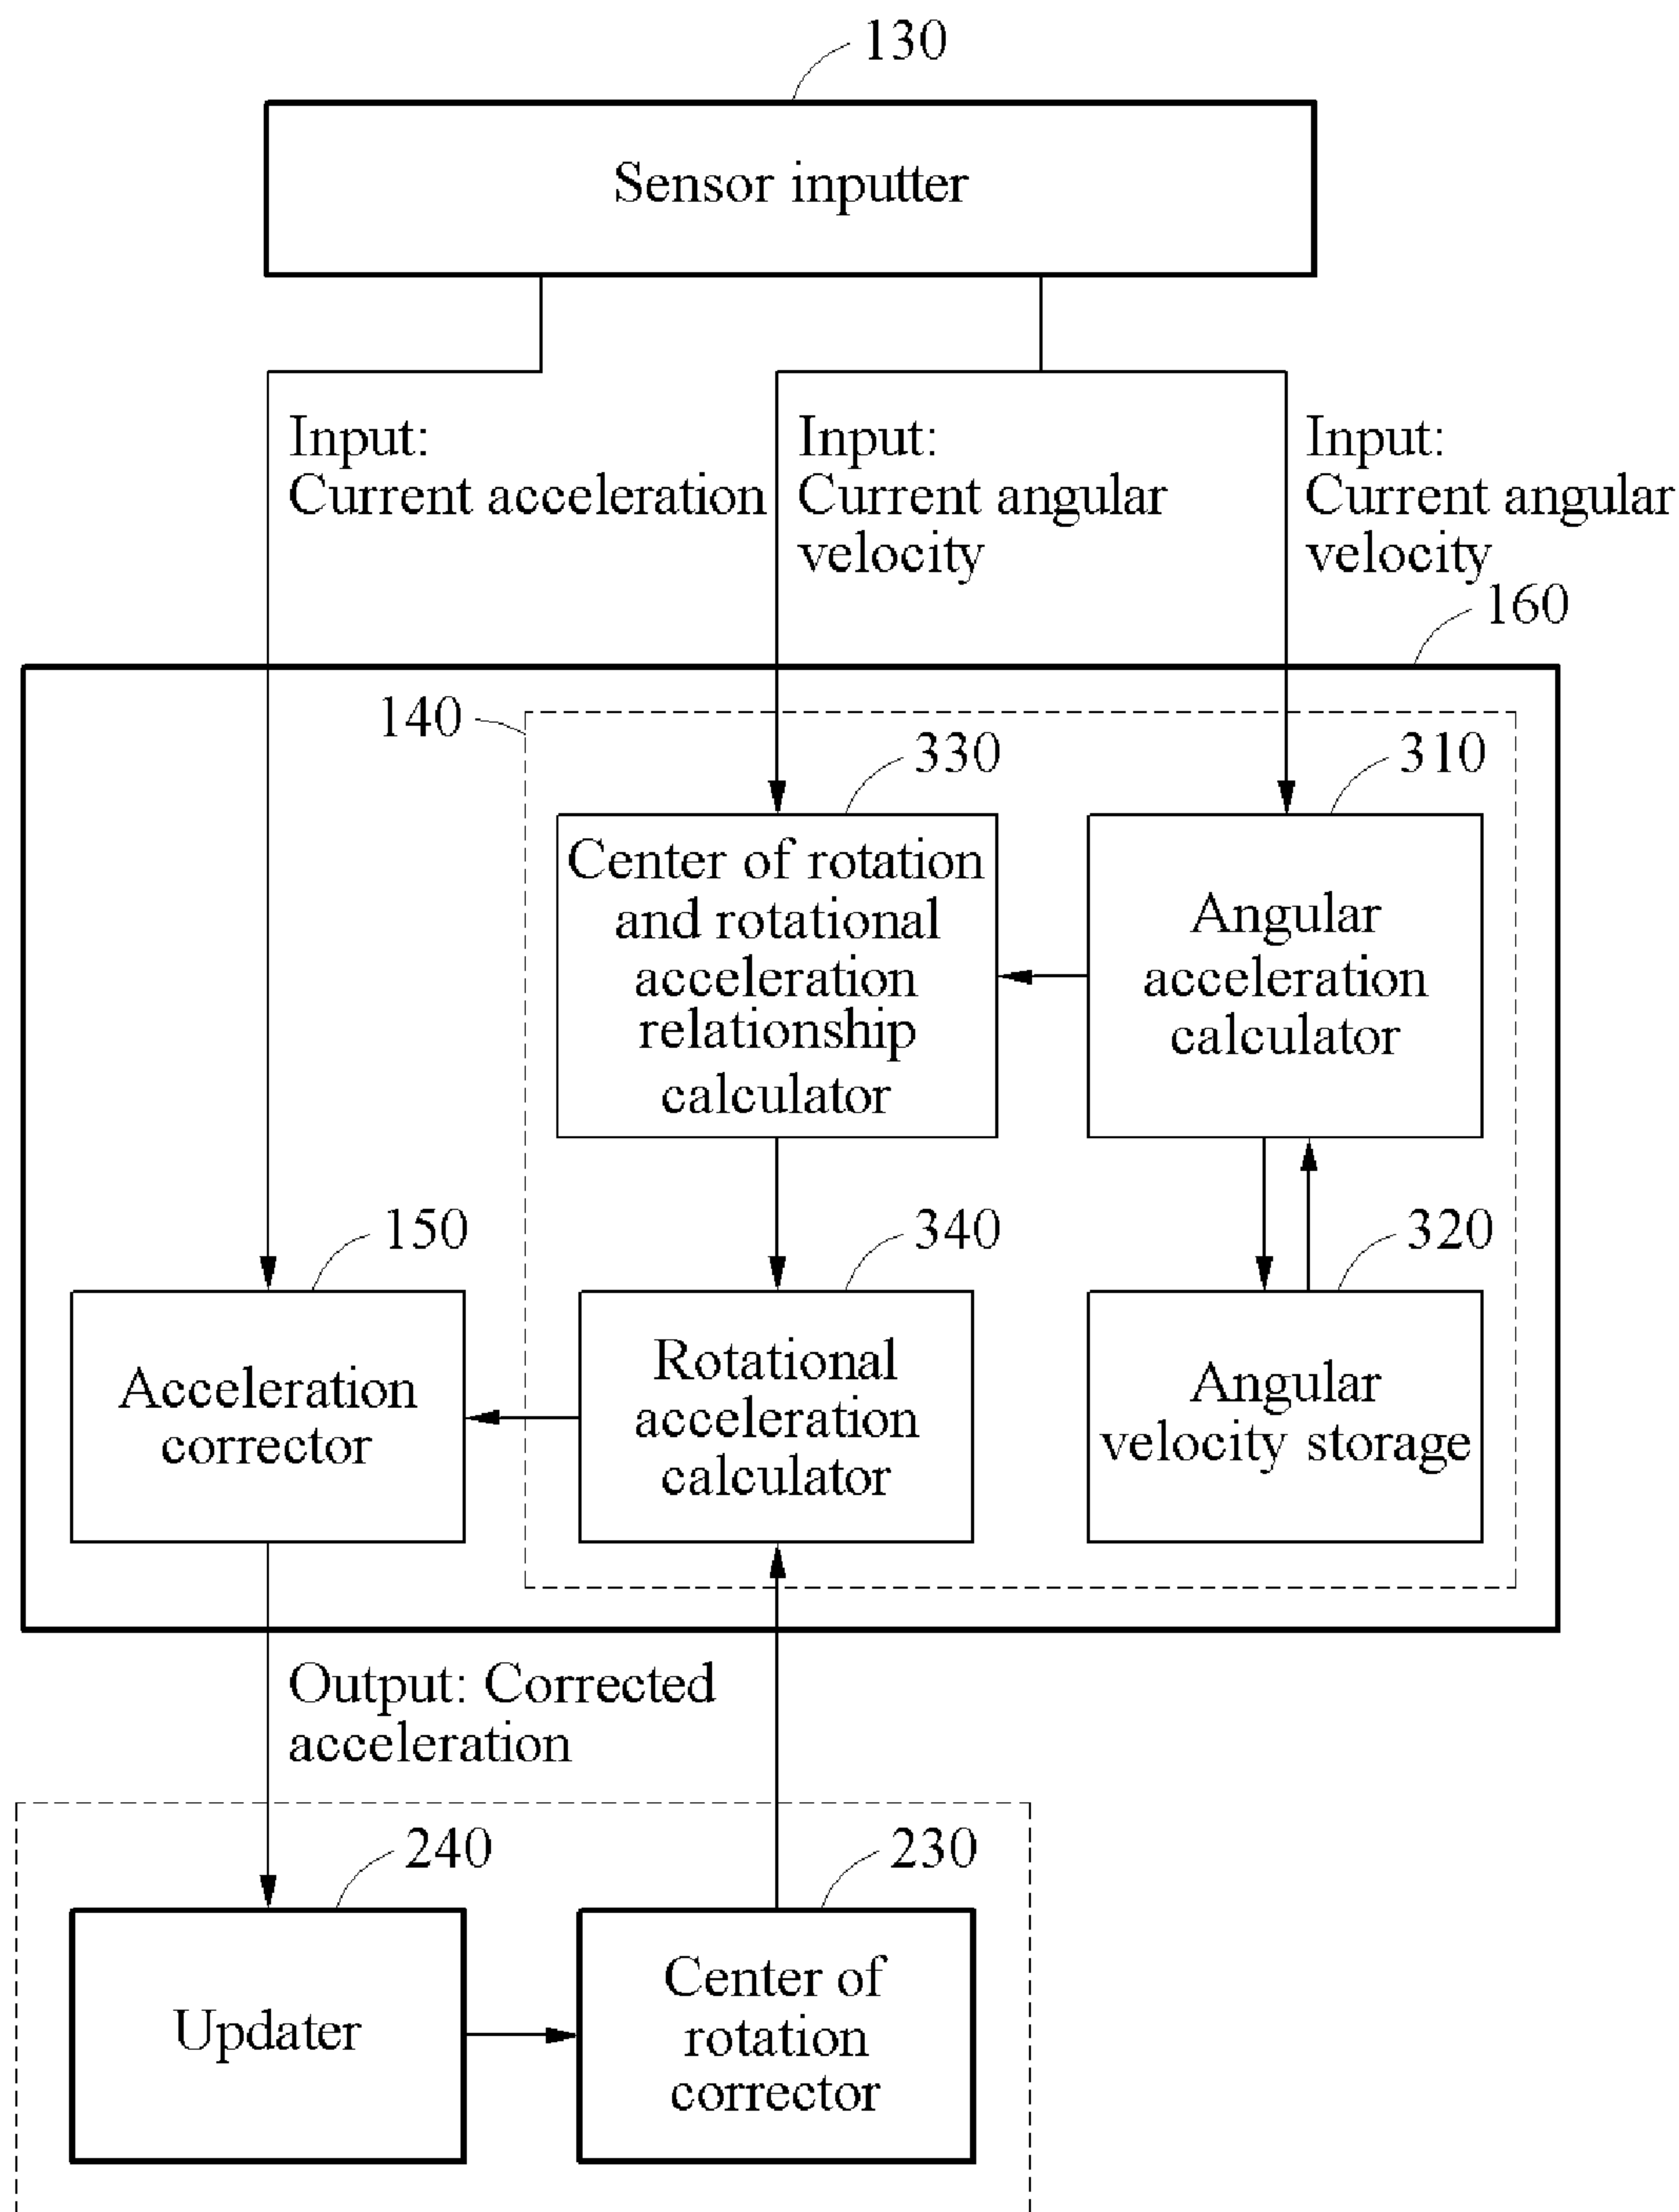 130
Sensor inputter
Input:
Current acceleration
Input:
Current angular
velocity
Input:
Current angular
velocity
160
140
330
Center of rotation
and rotational
acceleration
relationship
calculator
310
Angular
acceleration
calculator
150
Acceleration
corrector
340
Rotational
acceleration
calculator
320
Angular
velocity storage
Output: Corrected
acceleration
240
Updater
230
Center of
rotation
corrector